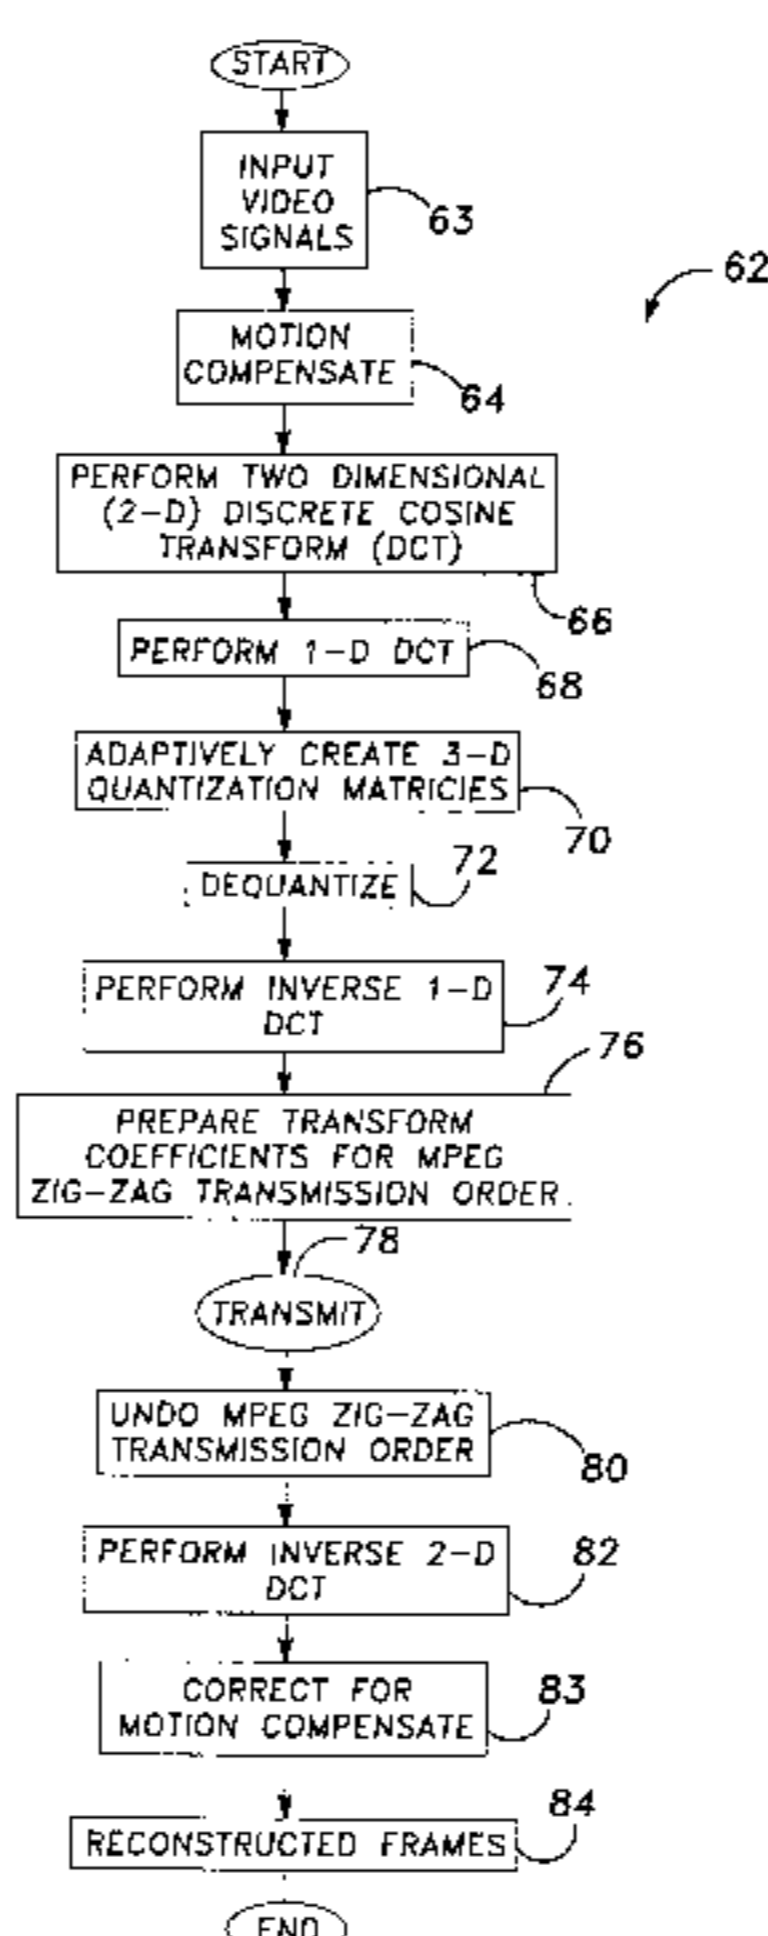 START
INPUT
VIDEO
SIGNALS
63
62
MOTION
COMPENSATE
64
PERFORM TWO DIMENSIONAL
(2-D) DISCRETE COSINE
TRANSFORM (DCT)
66
PERFORM 1-D DCT
68
ADAPTIVELY CREATE 3-D
QUANTIZATION MATRICIES
70
72
DEQUANTIZE
PERFORM INVERSE 1-D
DCT
74
76
PREPARE TRANSFORM
COEFFICIENTS FOR MPEG
ZIG-ZAG TRANSMISSION ORDER
78
TRANSMIT
UNDO MPEG ZIG-ZAG
TRANSMISSION ORDER
80
PERFORM INVERSE 2-D
DCT
82
CORRECT FOR
MOTION COMPENSATE
83
84
RECONSTRUCTED FRAMES
END